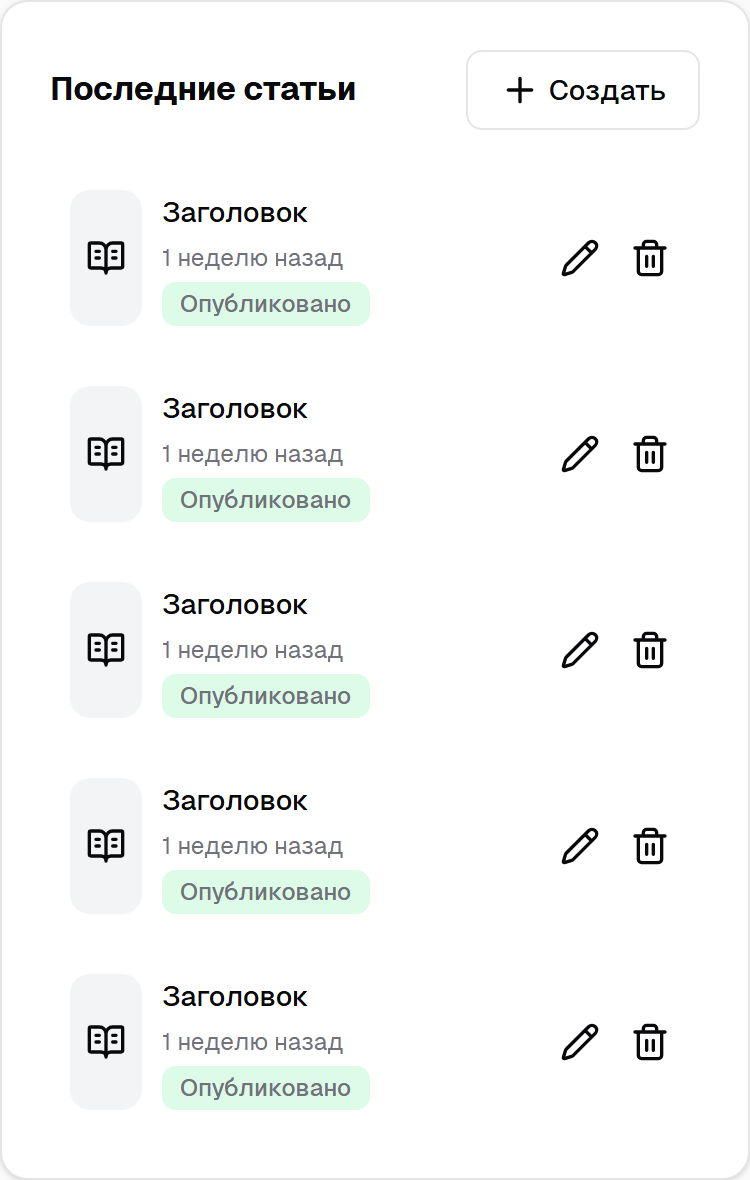 Последние статьи
Создать
Заголовок
1 неделю назад
Опубликовано
Заголовок
1 неделю назад
Опубликовано
Заголовок
1 неделю назад
Опубликовано
Заголовок
1 неделю назад
Опубликовано
Заголовок
1 неделю назад
Опубликовано